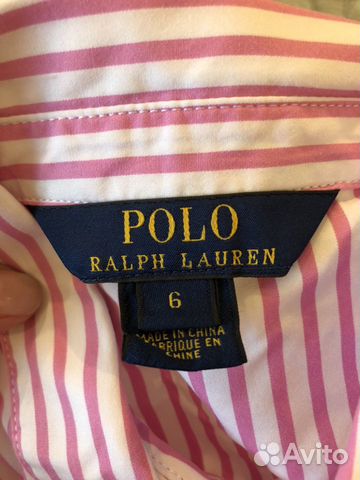 POLO
RALPH LAUREN
6
MADE IN CHINA
FABRIQUE EN
CHINE
Avito